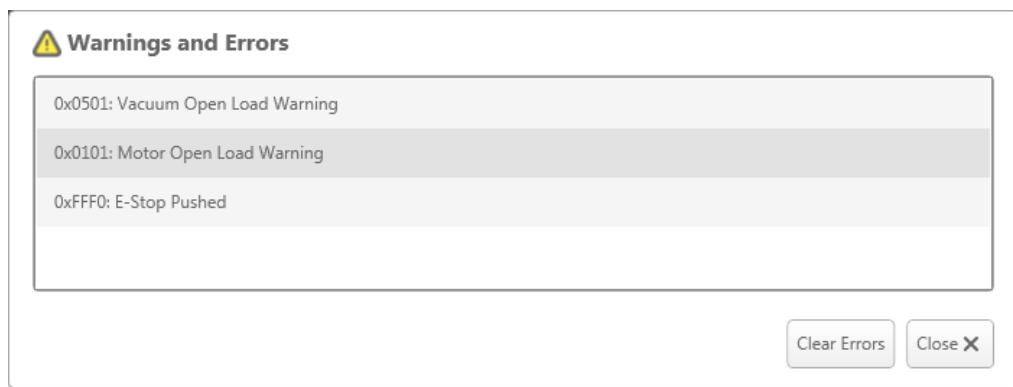 Warnings and Errors
0x0501: Vacuum Open Load Warning
0x0101: Motor Open Load Warning
0xFFF0: E-Stop Pushed
Clear Errors
Close